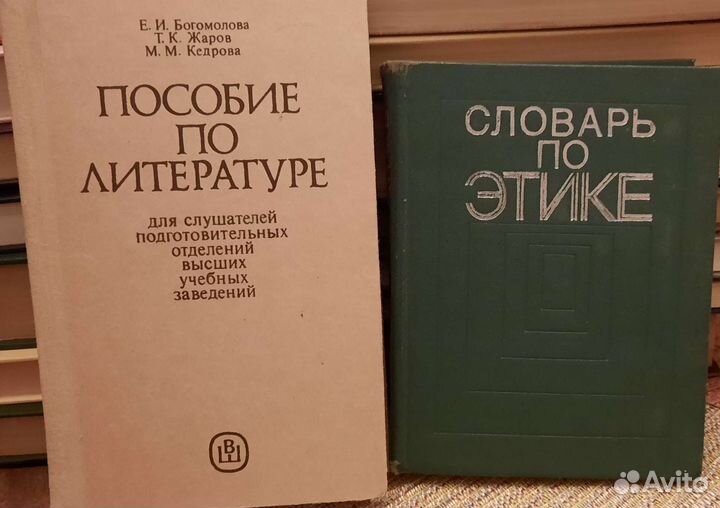 Е. И. Богомолова
Т. К. Жаров
М. М. Кедрова
ПОСОБИЕ
ПО
ЛИТЕРАТУРЕ
для слушателей
подготовительных
отделений
высших
учебных
заведений
ВШ
СЛОВАРЬ
ПО
ЭТИКЕ
Avito